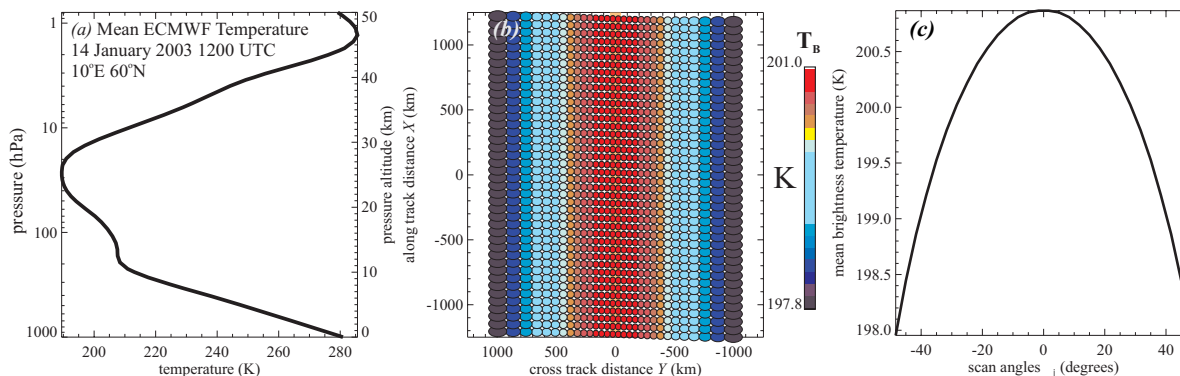 (a) Mean ECMWF Temperature
14 January 2003 1200 UTC
10°E 60°N
1
10
100
1000
pressure (hPa)
200
220
240
260
280
temperature (K)
50
40
30
20
10
0
pressure altitude (km)
(b)
1000
500
0
-500
-1000
along track distance X (km)
1000
500
0
-500
-1000
cross track distance Y (km)
T_B
201.0
K
197.8
(c)
200.5
200.0
199.5
199.0
198.5
198.0
mean brightness temperature (K)
-40
-20
0
20
40
scan angles _i (degrees)